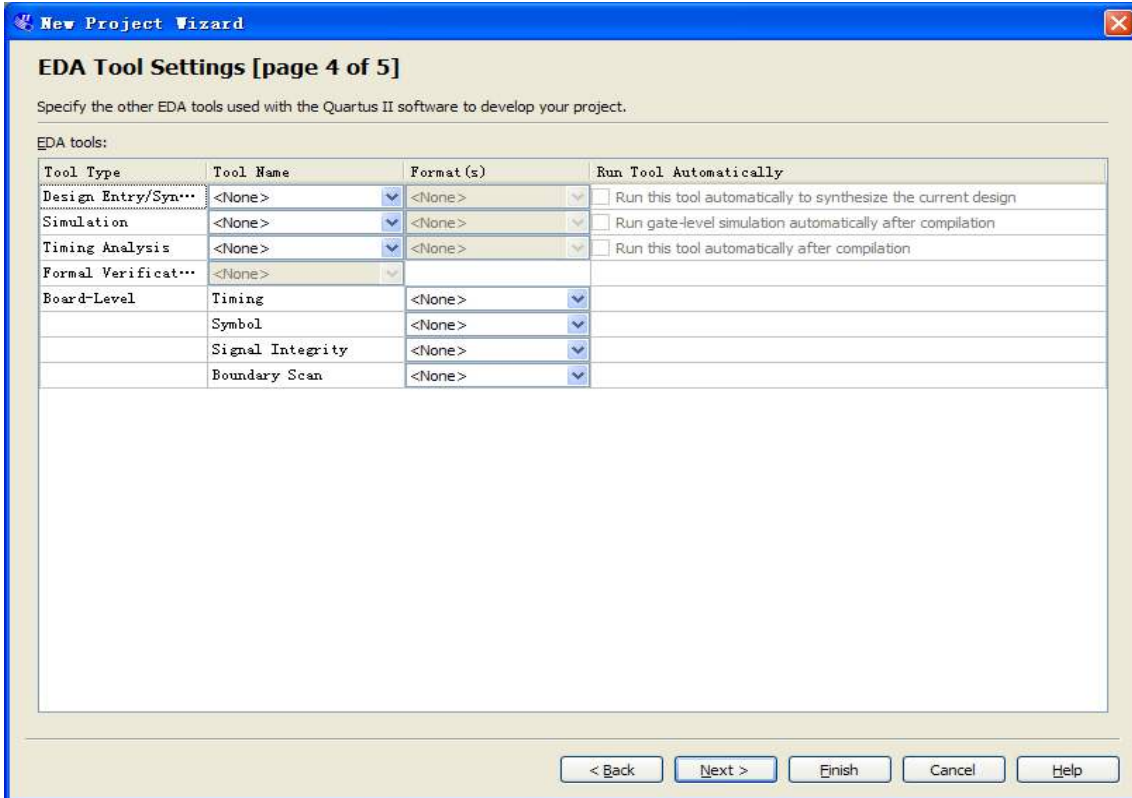 New Project Wizard
EDA Tool Settings [page 4 of 5]
Specify the other EDA tools used with the Quartus II software to develop your project.
EDA tools:
Tool Type Tool Name Format(s) Run Tool Automatically
Design Entry/Syn... <None> <None> Run this tool automatically to synthesize the current design
Simulation <None> <None> Run gate-level simulation automatically after compilation
Timing Analysis <None> <None> Run this tool automatically after compilation
Formal Verificat... <None>
Board-Level Timing <None>
Symbol <None>
Signal Integrity <None>
Boundary Scan <None>
< Back Next > Finish Cancel Help